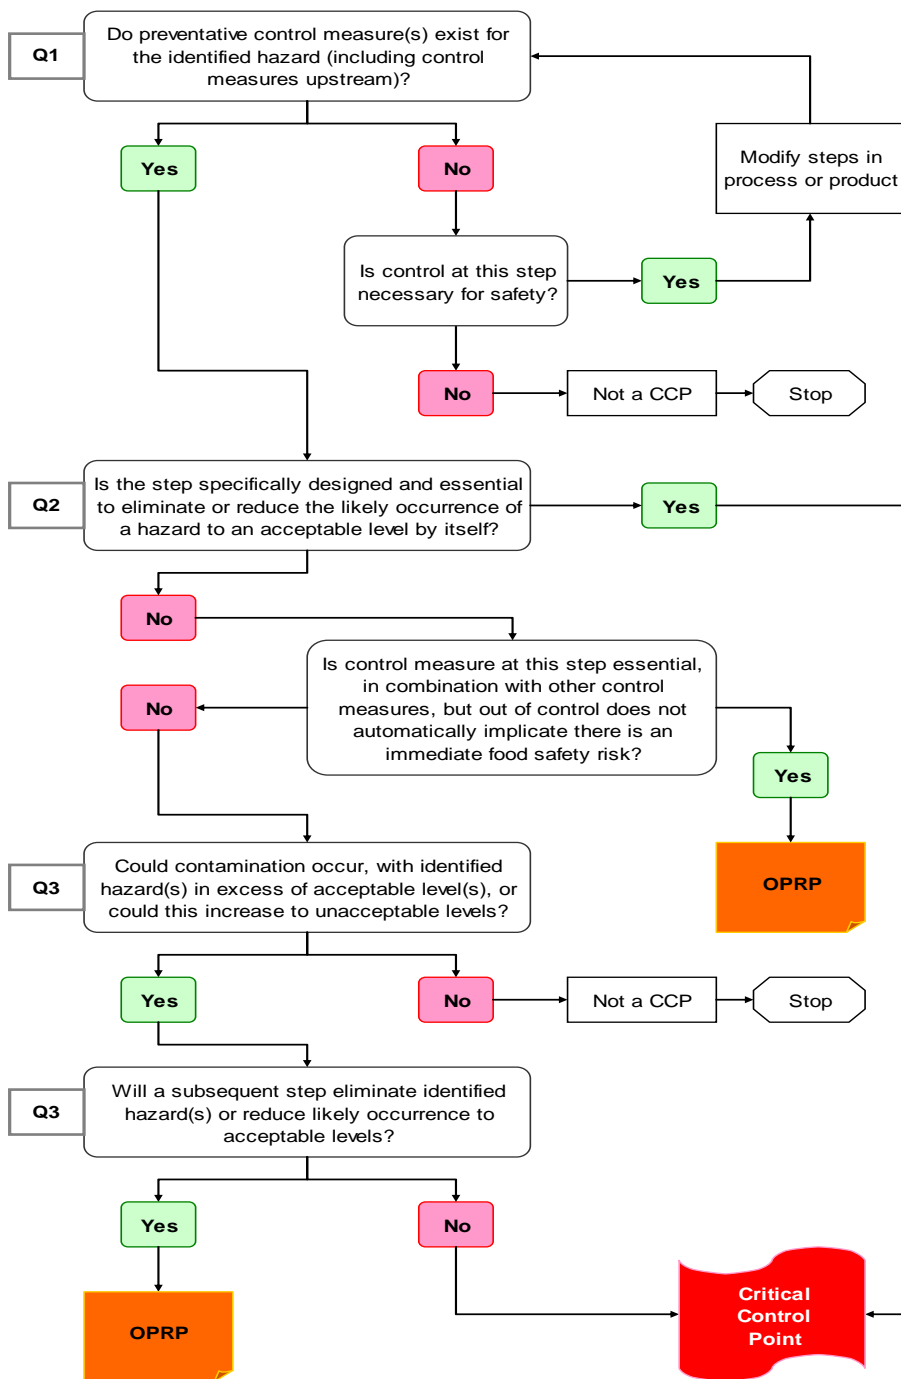 Q1
Do preventative control measure(s) exist for
the identified hazard (including control
measures upstream)?
Yes
No
Modify steps in
process or product
Is control at this step
necessary for safety?
Yes
No
Not a CCP
Stop
Q2
Is the step specifically designed and essential
to eliminate or reduce the likely occurrence of
a hazard to an acceptable level by itself?
Yes
No
Is control measure at this step essential,
in combination with other control
measures, but out of control does not
automatically implicate there is an
immediate food safety risk?
No
Yes
OPRP
Q3
Could contamination occur, with identified
hazard(s) in excess of acceptable level(s), or
could this increase to unacceptable levels?
Yes
No
Not a CCP
Stop
Q3
Will a subsequent step eliminate identified
hazard(s) or reduce likely occurrence to
acceptable levels?
Yes
No
OPRP
Critical
Control
Point